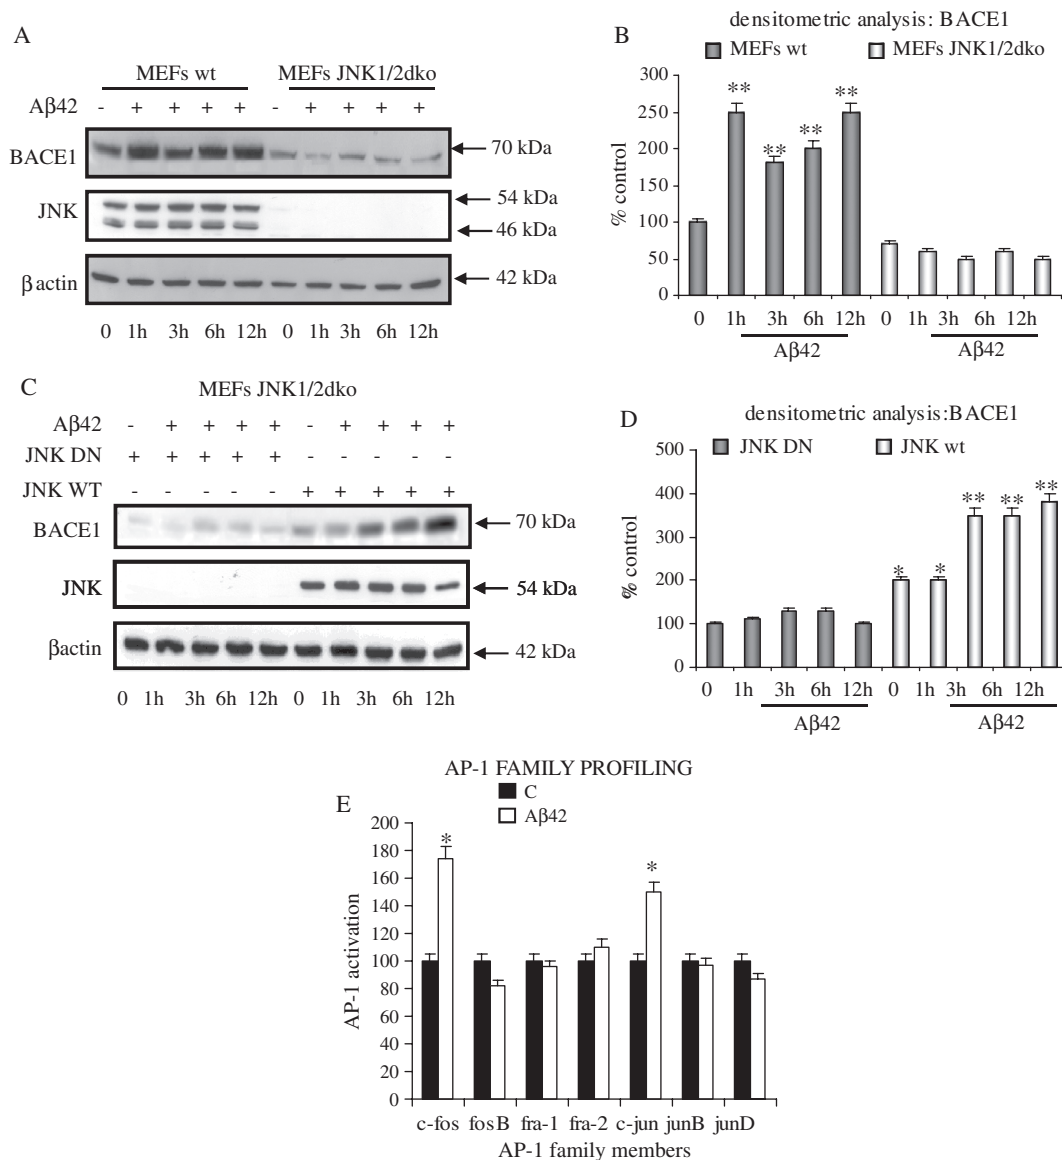 A
MEFs wt MEFs JNK1/2dko
Aβ42 - + + + + - + + + +
BACE1 70 kDa
JNK 54 kDa
46 kDa
β actin 42 kDa
0 1h 3h 6h 12h 0 1h 3h 6h 12h
B
densitometric analysis: BACE1
MEFs wt MEFs JNK1/2dko
% control
300
250
200
150
100
50
0
** ** ** **
0 1h 3h 6h 12h 0 1h 3h 6h 12h
Aβ42 Aβ42
C
MEFs JNK1/2dko
Aβ42 - + + + + - + + + +
JNK DN + + + + + - - - - -
JNK WT - - - - - + + + + +
BACE1 70 kDa
JNK 54 kDa
βactin 42 kDa
0 1h 3h 6h 12h 0 1h 3h 6h 12h
D
densitometric analysis:BACE1
JNK DN JNK wt
% control
500
400
300
200
100
0
* * ** ** **
0 1h 3h 6h 12h 0 1h 3h 6h 12h
Aβ42 Aβ42
E
AP-1 FAMILY PROFILING
C
Aβ42
AP-1 activation
200
180
160
140
120
100
80
60
40
20
0
* *
c-fos fosB fra-1 fra-2 c-jun junB junD
AP-1 family members